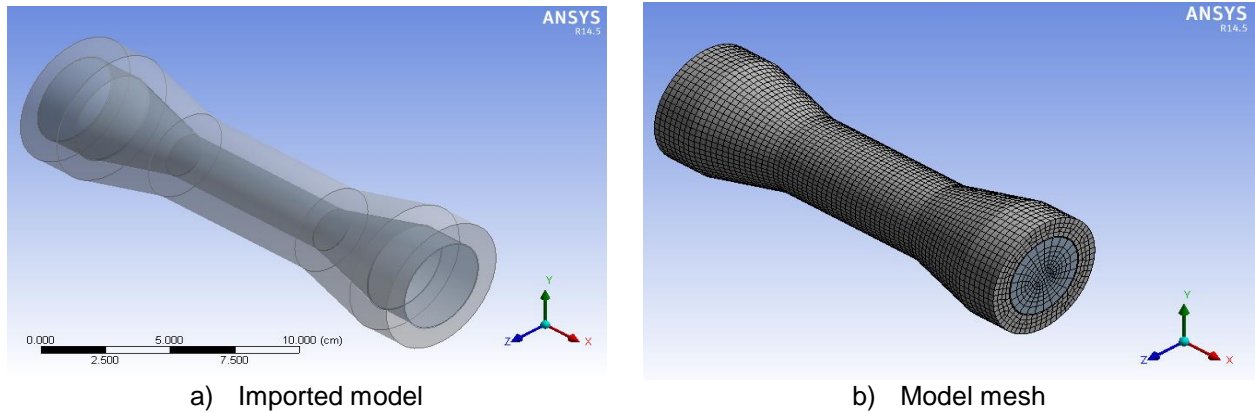 ANSYS
R14.5
Y
Z
X
0.000
5.000
10.000 (cm)
2.500
7.500
a) Imported model
ANSYS
R14.5
Y
Z
X
b) Model mesh